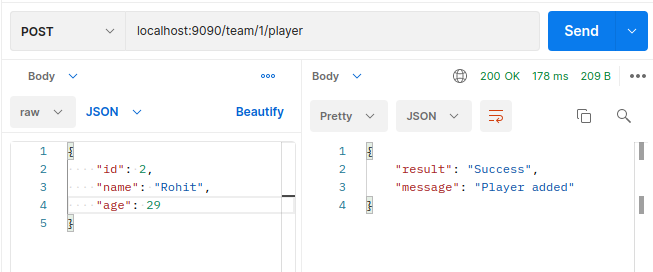 POST localhost:9090/team/1/player Send
Body
raw JSON Beautify
1 {
2 "id": 2,
3 "name": "Rohit",
4 "age": 29
5 }
Body 200 OK 178 ms 209 B
Pretty JSON
1 {
2 "result": "Success",
3 "message": "Player added"
4 }